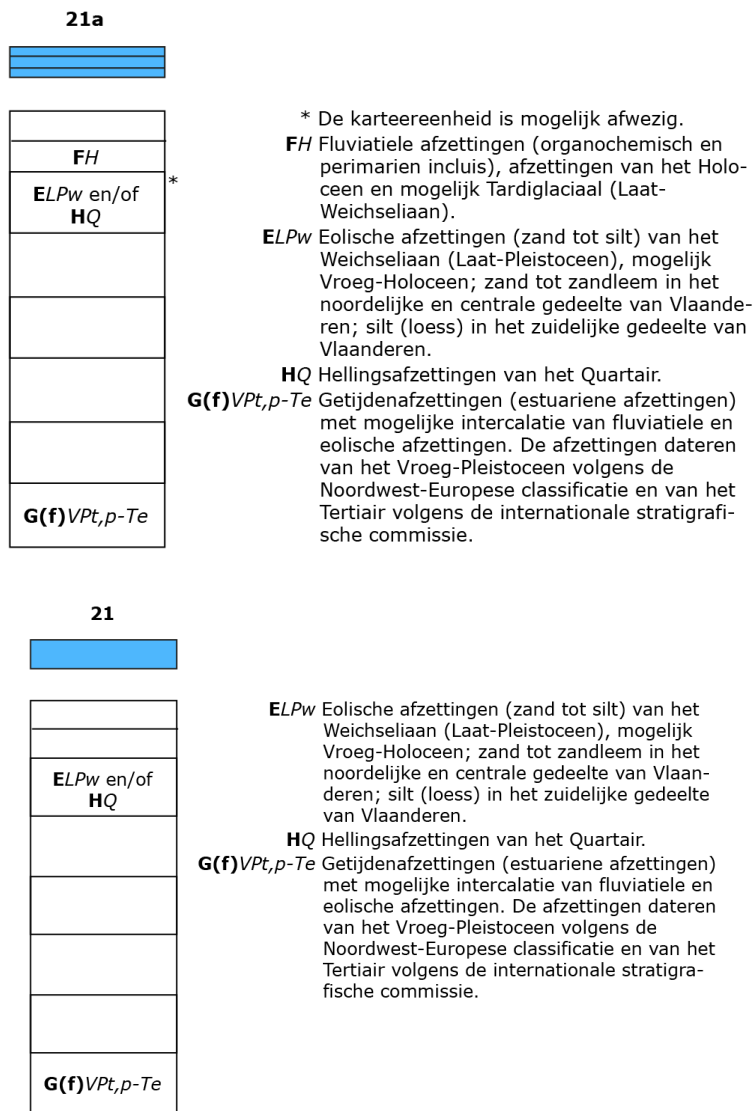 21a
FH
ELPw en/of
HQ
*
G(f)VPt,p-Te
* De karteereenheid is mogelijk afwezig.
FH Fluviatiele afzettingen (organochemisch en
perimarien incluis), afzettingen van het Holo-
ceen en mogelijk Tardiglaciaal (Laat-
Weichseliaan).
ELPw Eolische afzettingen (zand tot silt) van het
Weichseliaan (Laat-Pleistoceen), mogelijk
Vroeg-Holoceen; zand tot zandleem in het
noordelijke en centrale gedeelte van Vlaande-
ren; silt (loess) in het zuidelijke gedeelte van
Vlaanderen.
HQ Hellingsafzettingen van het Quartair.
G(f)VPt,p-Te Getijdenafzettingen (estuariene afzettingen)
met mogelijke intercalatie van fluviatiele en
eolische afzettingen. De afzettingen dateren
van het Vroeg-Pleistoceen volgens de
Noordwest-Europese classificatie en van het
Tertiair volgens de internationale stratigrafi-
sche commissie.
21
ELPw en/of
HQ
G(f)VPt,p-Te
ELPw Eolische afzettingen (zand tot silt) van het
Weichseliaan (Laat-Pleistoceen), mogelijk
Vroeg-Holoceen; zand tot zandleem in het
noordelijke en centrale gedeelte van Vlaan-
deren; silt (loess) in het zuidelijke gedeelte
van Vlaanderen.
HQ Hellingsafzettingen van het Quartair.
G(f)VPt,p-Te Getijdenafzettingen (estuariene afzettingen)
met mogelijke intercalatie van fluviatiele en
eolische afzettingen. De afzettingen dateren
van het Vroeg-Pleistoceen volgens de
Noordwest-Europese classificatie en van het
Tertiair volgens de internationale stratigra-
fische commissie.